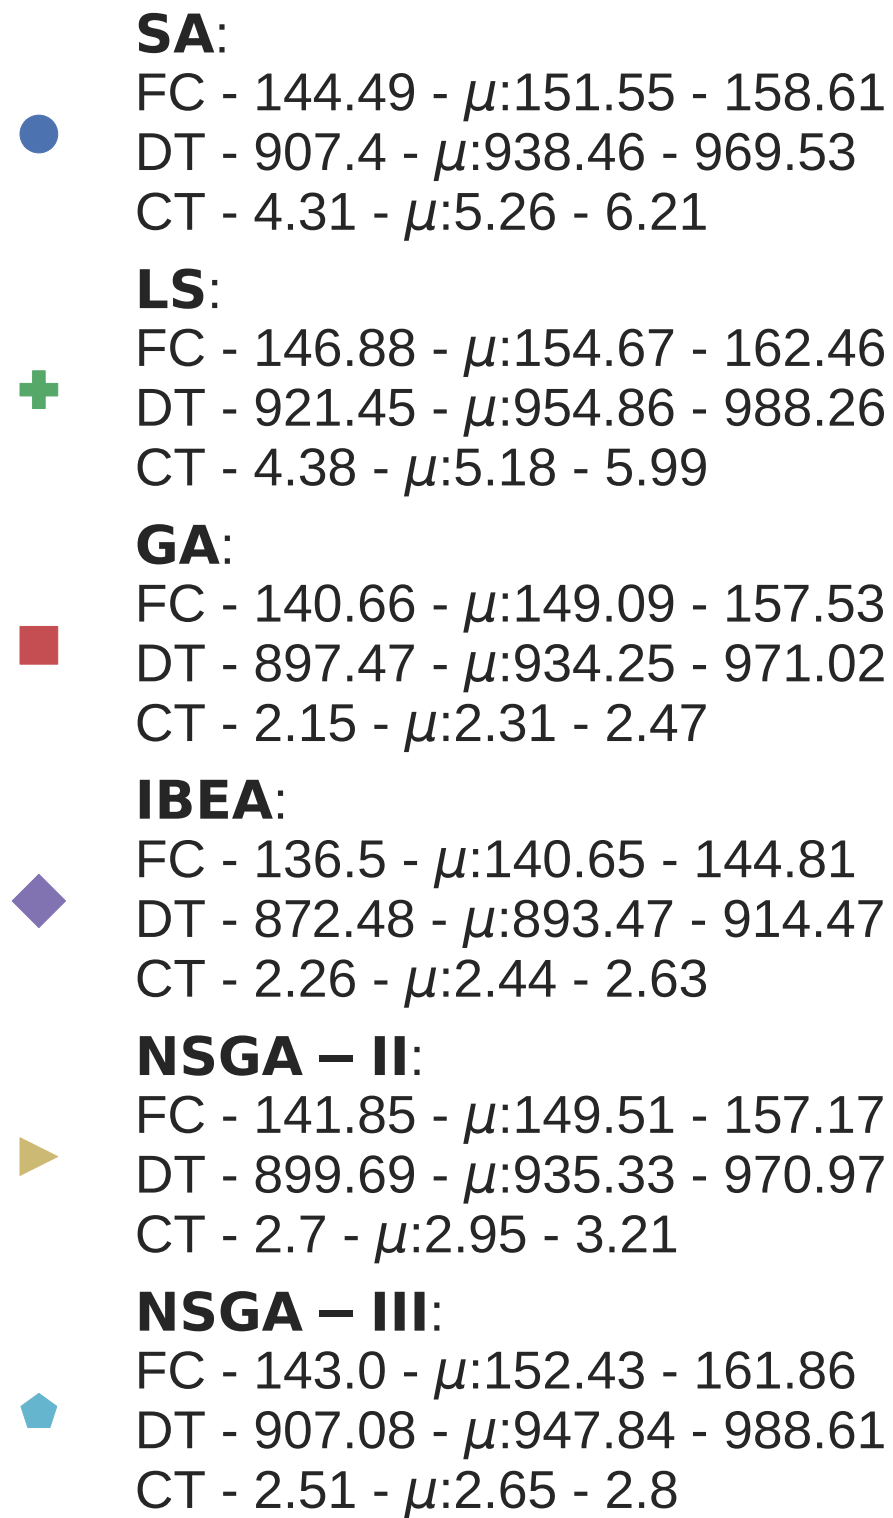 SA:
FC - 144.49 - μ:151.55 - 158.61
DT - 907.4 - μ:938.46 - 969.53
CT - 4.31 - μ:5.26 - 6.21
LS:
FC - 146.88 - μ:154.67 - 162.46
DT - 921.45 - μ:954.86 - 988.26
CT - 4.38 - μ:5.18 - 5.99
GA:
FC - 140.66 - μ:149.09 - 157.53
DT - 897.47 - μ:934.25 - 971.02
CT - 2.15 - μ:2.31 - 2.47
IBEA:
FC - 136.5 - μ:140.65 - 144.81
DT - 872.48 - μ:893.47 - 914.47
CT - 2.26 - μ:2.44 - 2.63
NSGA − II:
FC - 141.85 - μ:149.51 - 157.17
DT - 899.69 - μ:935.33 - 970.97
CT - 2.7 - μ:2.95 - 3.21
NSGA − III:
FC - 143.0 - μ:152.43 - 161.86
DT - 907.08 - μ:947.84 - 988.61
CT - 2.51 - μ:2.65 - 2.8